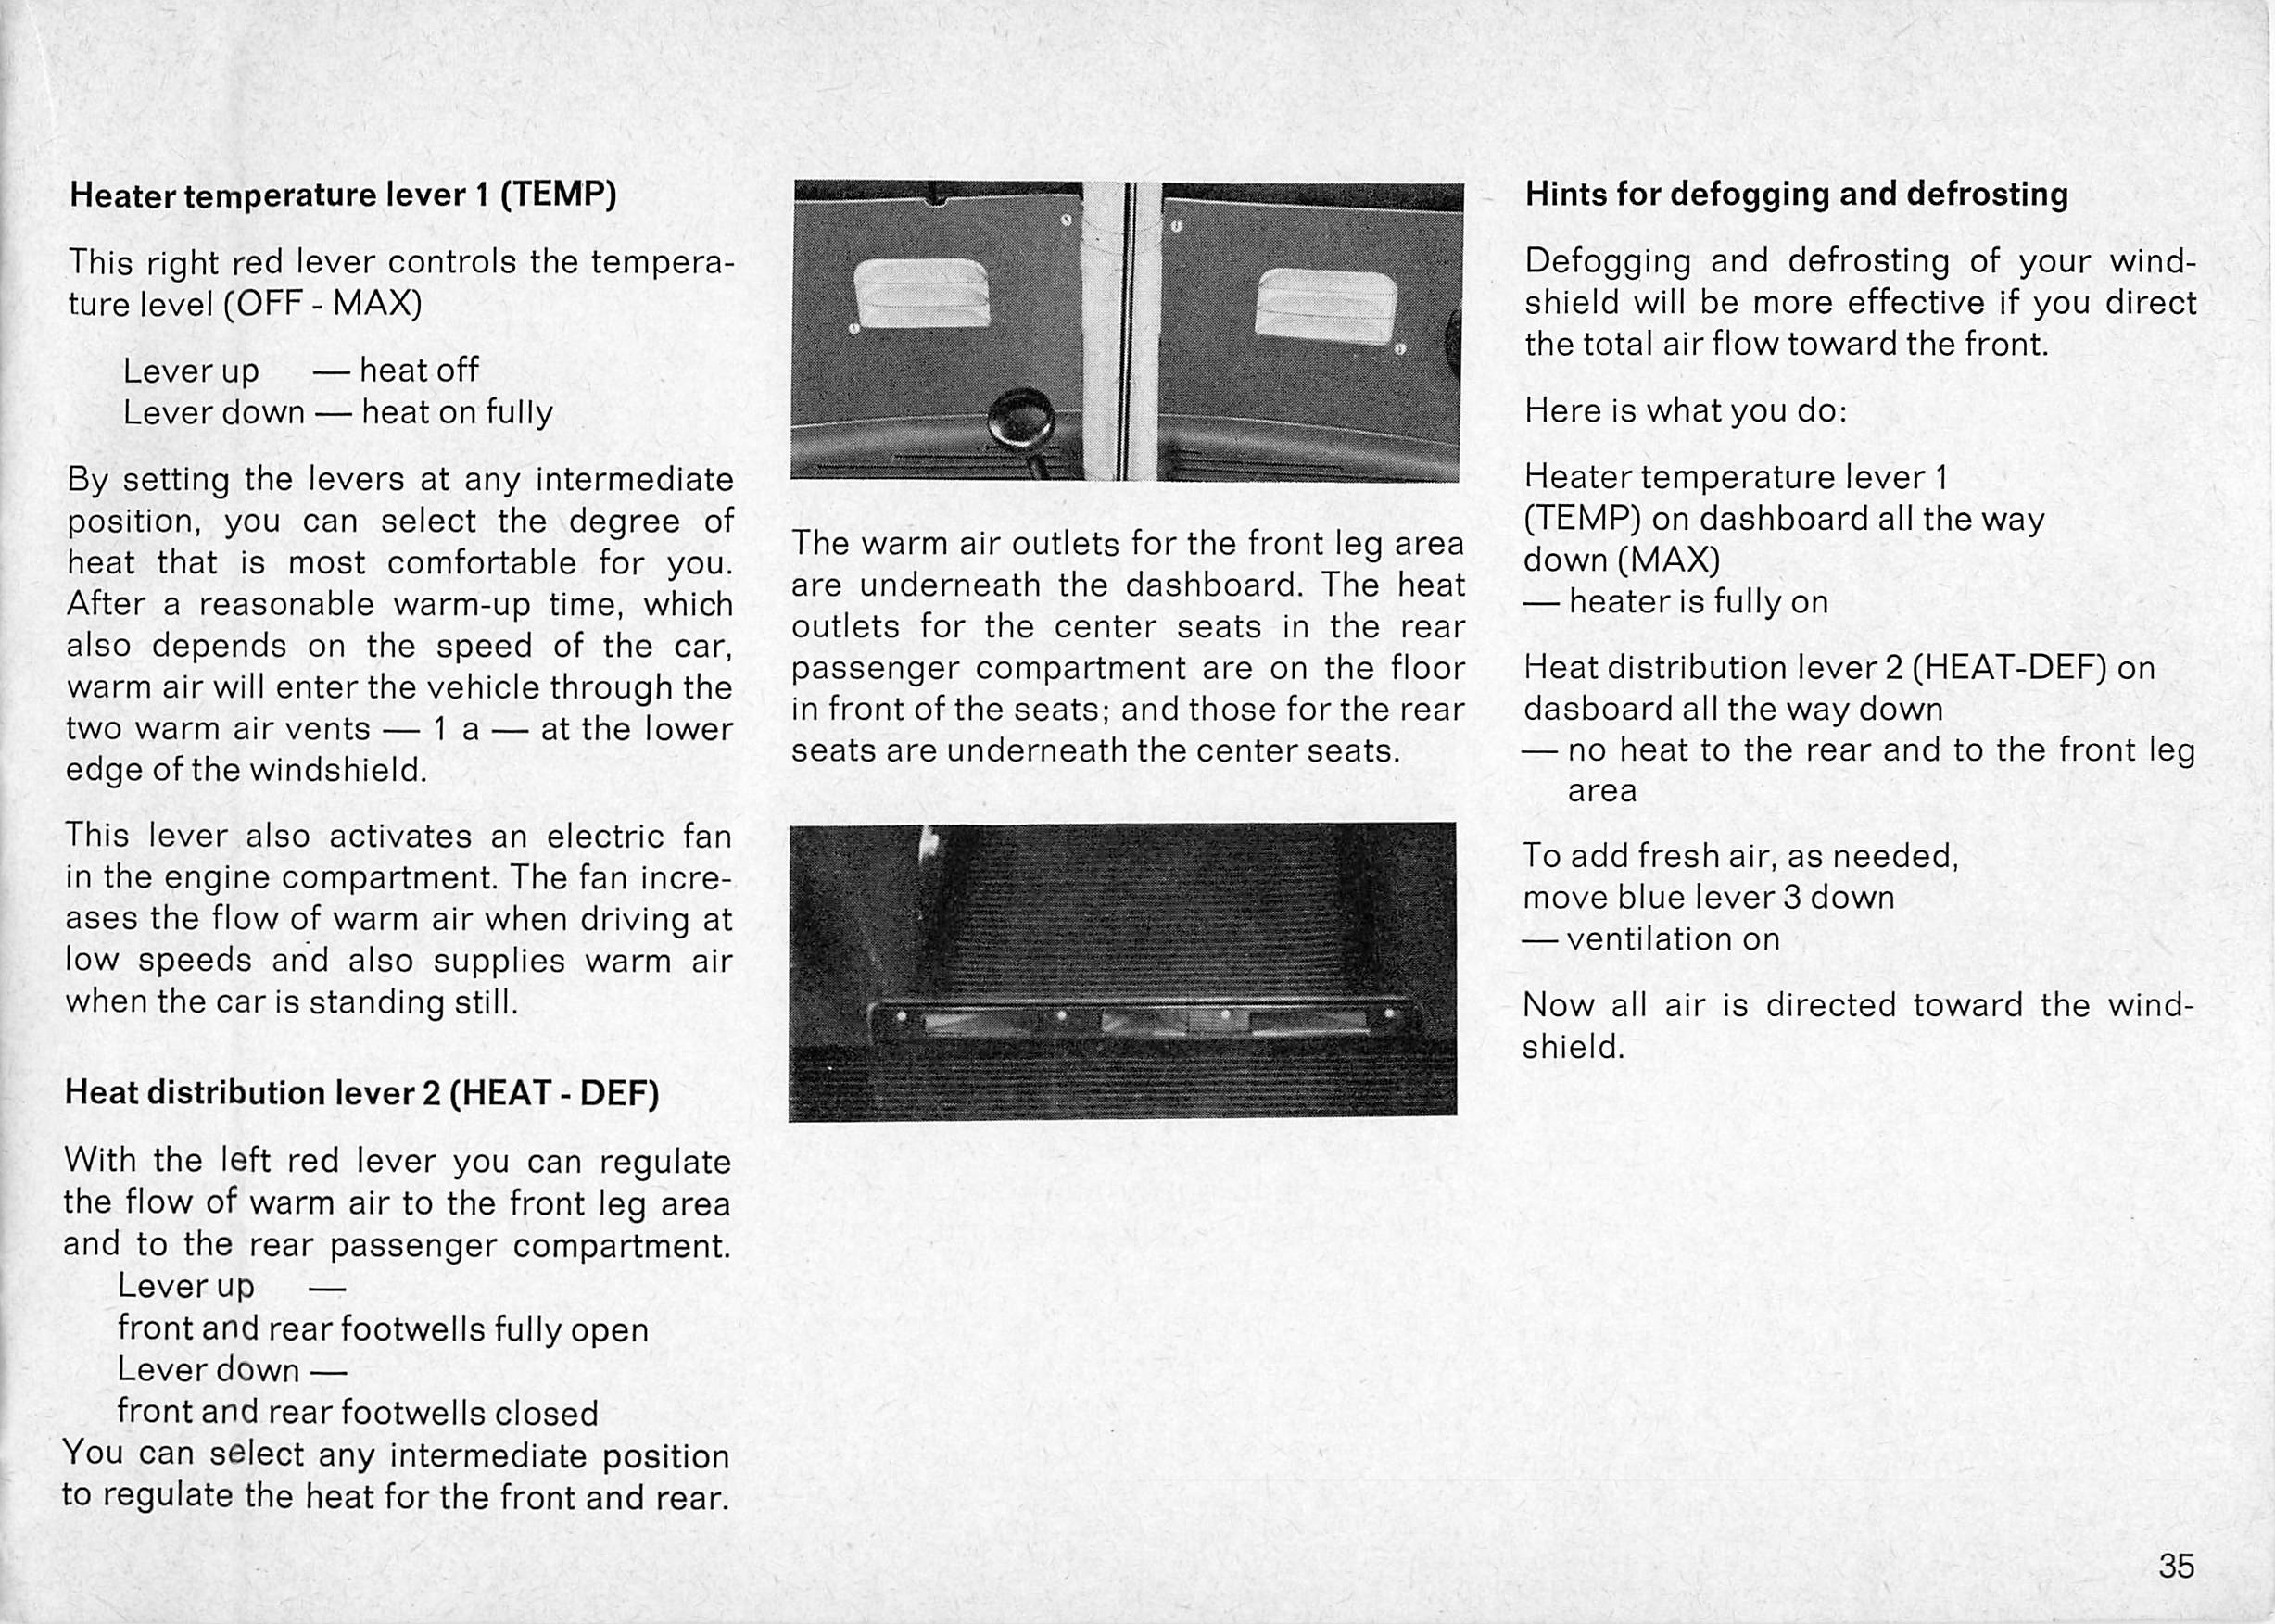 Heater temperature lever 1 (TEMP)
This right red lever controls the tempera-
ture level (OFF - MAX)
Lever up — heat off
Lever down — heat on fully
By setting the levers at any intermediate
position, you can select the degree of
heat that is most comfortable for you.
After a reasonable warm-up time, which
also depends on the speed of the car,
warm air will enter the vehicle through the
two warm air vents — 1 a — at the lower
edge of the windshield.
This lever also activates an electric fan
in the engine compartment. The fan incre-
ases the flow of warm air when driving at
low speeds and also supplies warm air
when the car is standing still.
Heat distribution lever 2 (HEAT - DEF)
With the left red lever you can regulate
the flow of warm air to the front leg area
and to the rear passenger compartment.
Lever up —
front and rear footwells fully open
Lever down —
front and rear footwells closed
You can select any intermediate position
to regulate the heat for the front and rear.
The warm air outlets for the front leg area
are underneath the dashboard. The heat
outlets for the center seats in the rear
passenger compartment are on the floor
in front of the seats; and those for the rear
seats are underneath the center seats.
Hints for defogging and defrosting
Defogging and defrosting of your wind-
shield will be more effective if you direct
the total air flow toward the front.
Here is what you do:
Heater temperature lever 1
(TEMP) on dashboard all the way
down (MAX)
— heater is fully on
Heat distribution lever 2 (HEAT-DEF) on
dasboard all the way down
— no heat to the rear and to the front leg
area
To add fresh air, as needed,
move blue lever 3 down
— ventilation on
Now all air is directed toward the wind-
shield.
35